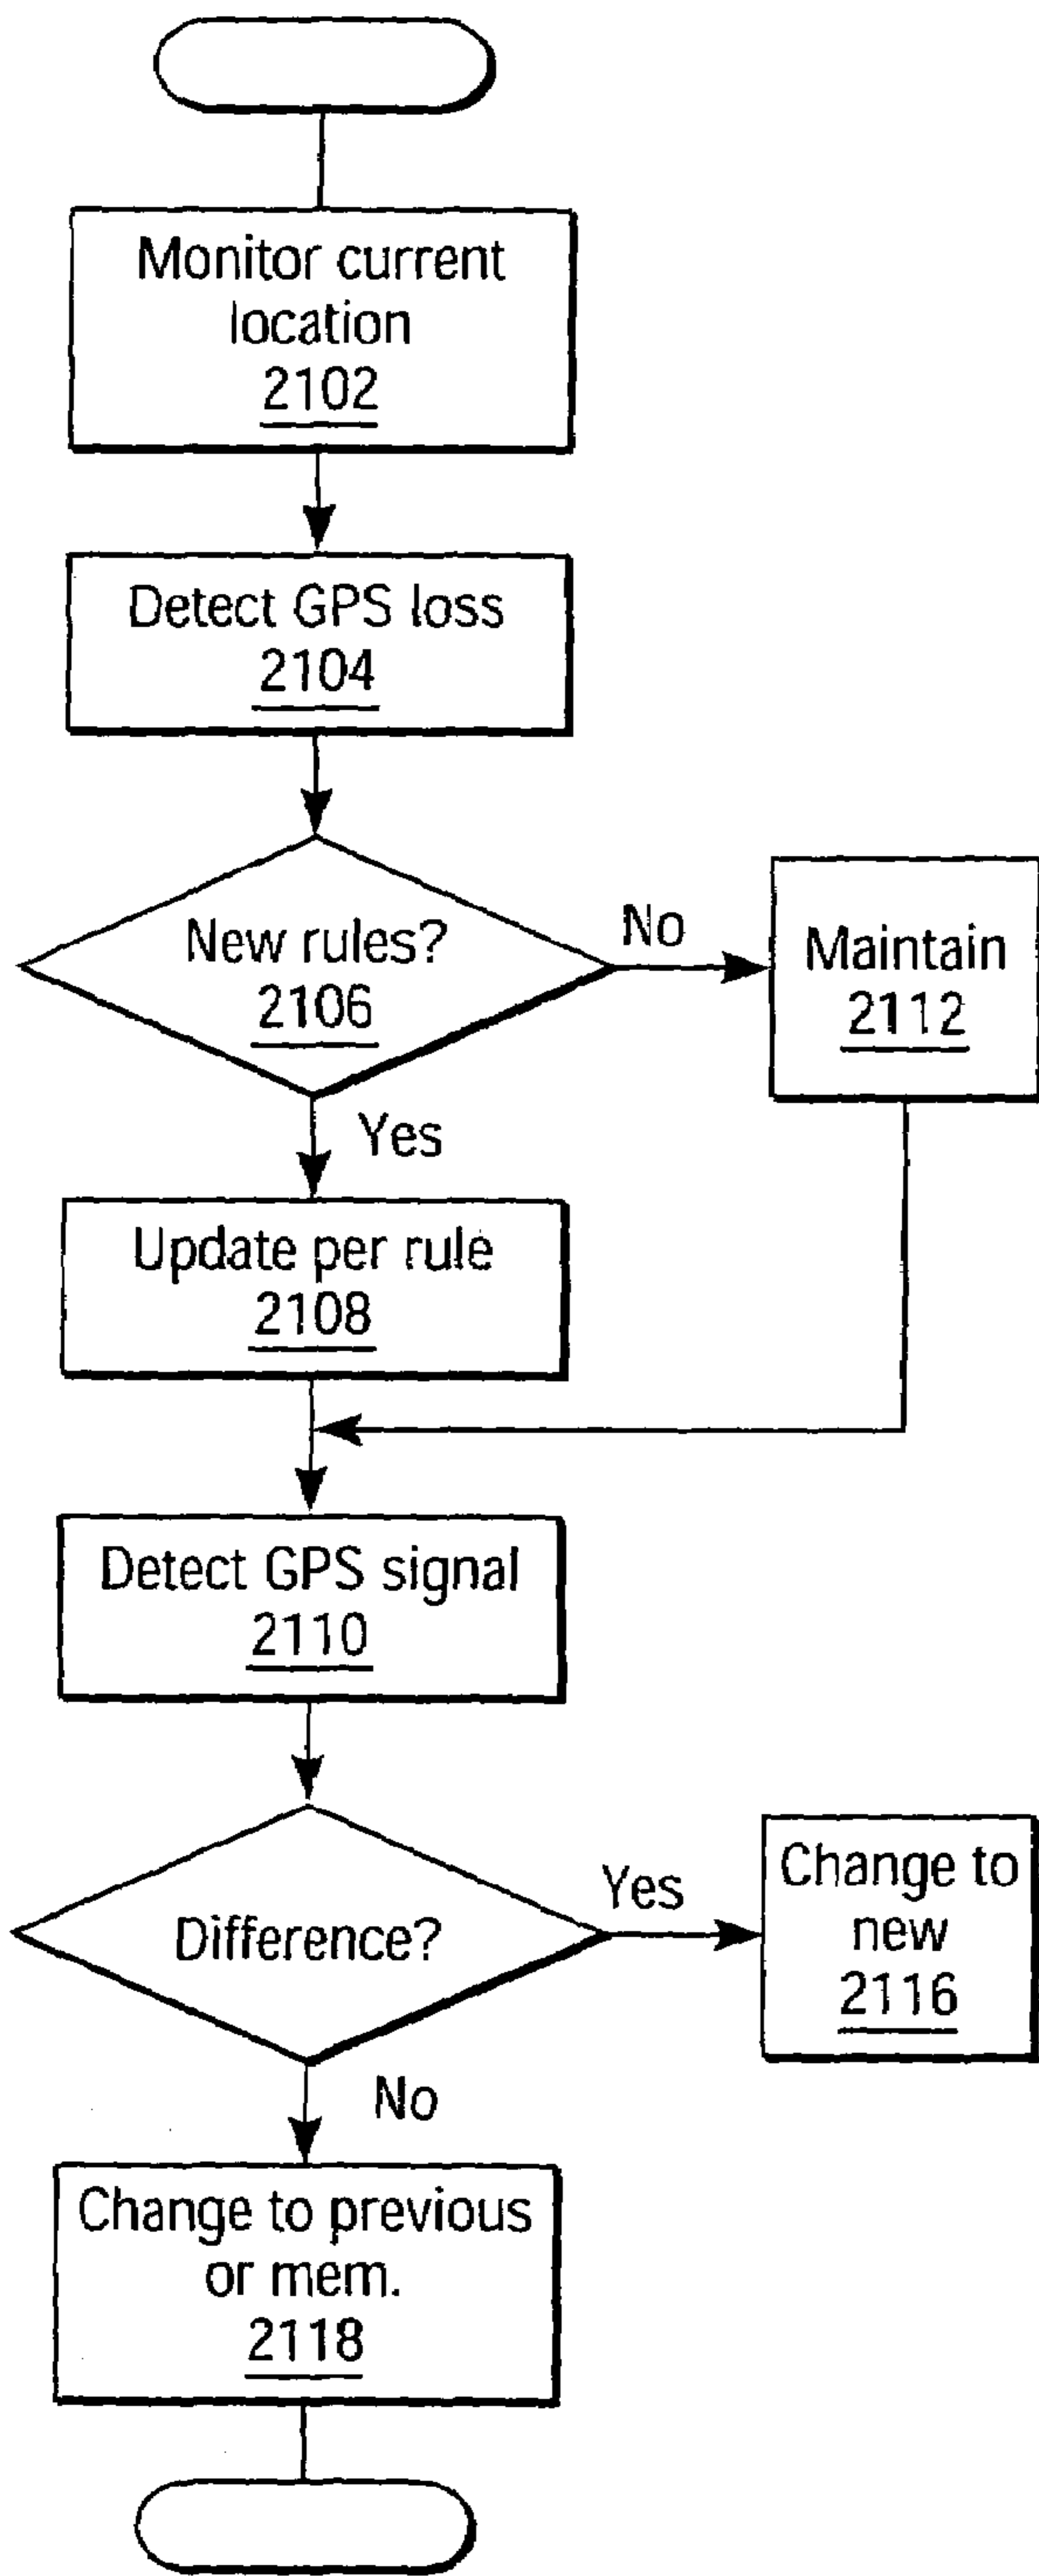 Monitor current
location
2102
Detect GPS loss
2104
New rules?
2106
No
Maintain
2112
Yes
Update per rule
2108
Detect GPS signal
2110
Difference?
Yes
Change to
new
2116
No
Change to previous
or mem.
2118